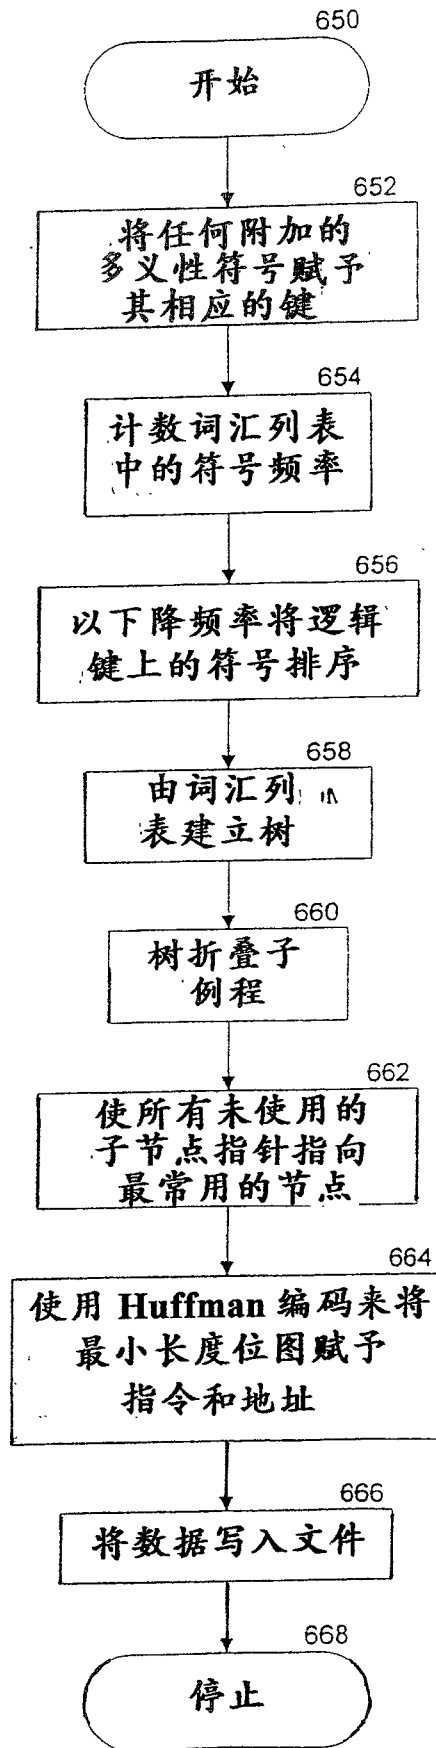 650
开始
652
将任何附加的
多义性符号赋予
其相应的键
654
计数词汇列表
中的符号频率
656
以下降频率将逻辑
键上的符号排序
658
由词汇列
表建立树
660
树折叠子
例程
662
使所有未使用的
子节点指针指向
最常用的节点
664
使用 Huffman 编码来将
最小长度位图赋予
指令和地址
666
将数据写入文件
668
停止